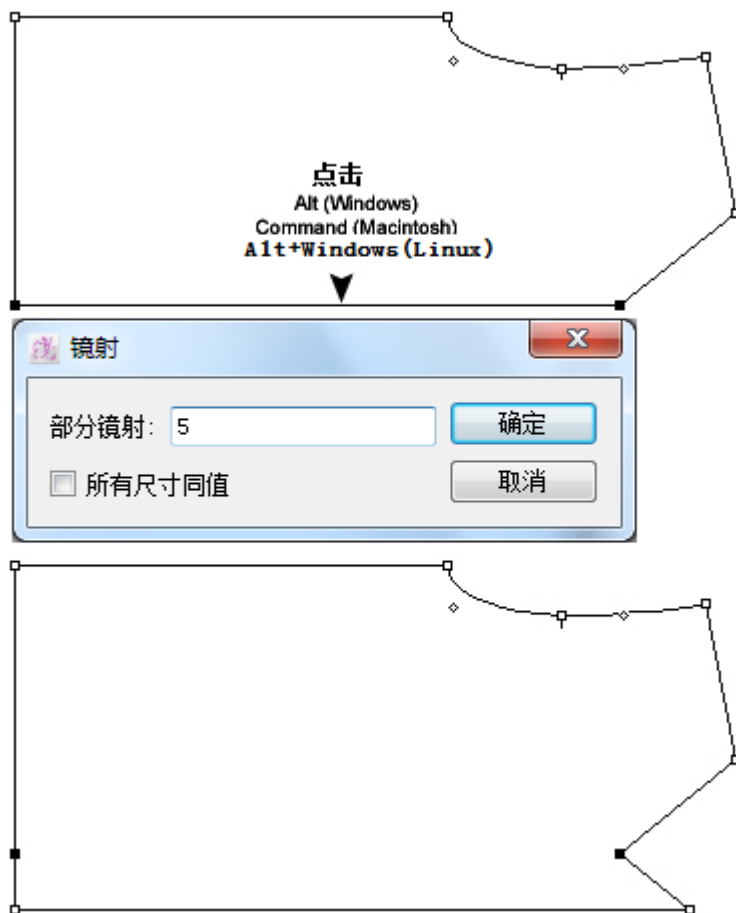 点击
Alt (Windows)
Command (Macintosh)
Alt+Windows(Linux)
镜射
部分镜射: 5
确定
所有尺寸同值
取消